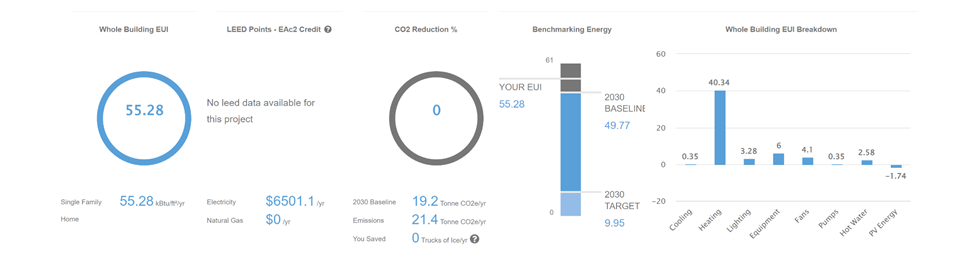 Whole Building EUI
55.28
Single Family
Home
55.28 kBtu/ft²/yr
LEED Points - EAc2 Credit ?
No leed data available for
this project
Electricity $6501.1 /yr
Natural Gas $0 /yr
CO2 Reduction %
0
2030 Baseline 19.2 Tonne CO2e/yr
Emissions 21.4 Tonne CO2e/yr
You Saved 0 Trucks of Ice/yr ?
Benchmarking Energy
61
YOUR EUI
55.28
2030
BASELINE
49.77
2030
TARGET
9.95
0
Whole Building EUI Breakdown
60
40
20
0
−20
0.35
40.34
3.28
6
4.1
0.35
2.58
−1.74
Cooling
Heating
Lighting
Equipment
Fans
Pumps
Hot Water
PV Energy